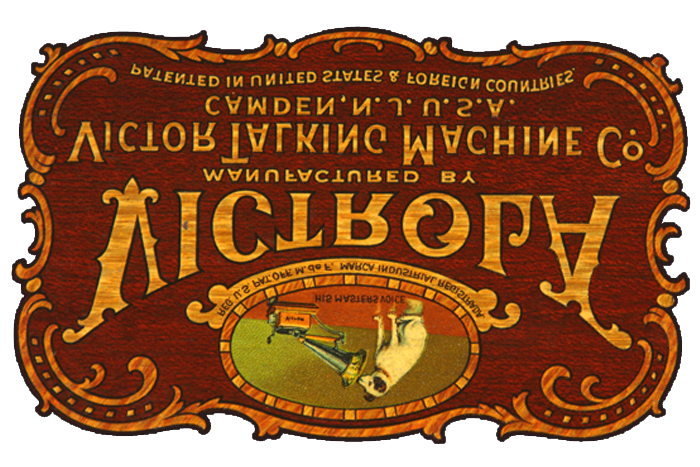 Victor
HIS MASTERS VOICE
REG. U.S. PAT. OFF. M. de F. MARCA INDUSTRIAL REGISTRADA
VICTROLA
MANUFACTURED BY
VICTOR TALKING MACHINE Co.
CAMDEN, N.J. U.S.A.
PATENTED IN UNITED STATES & FOREIGN COUNTRIES